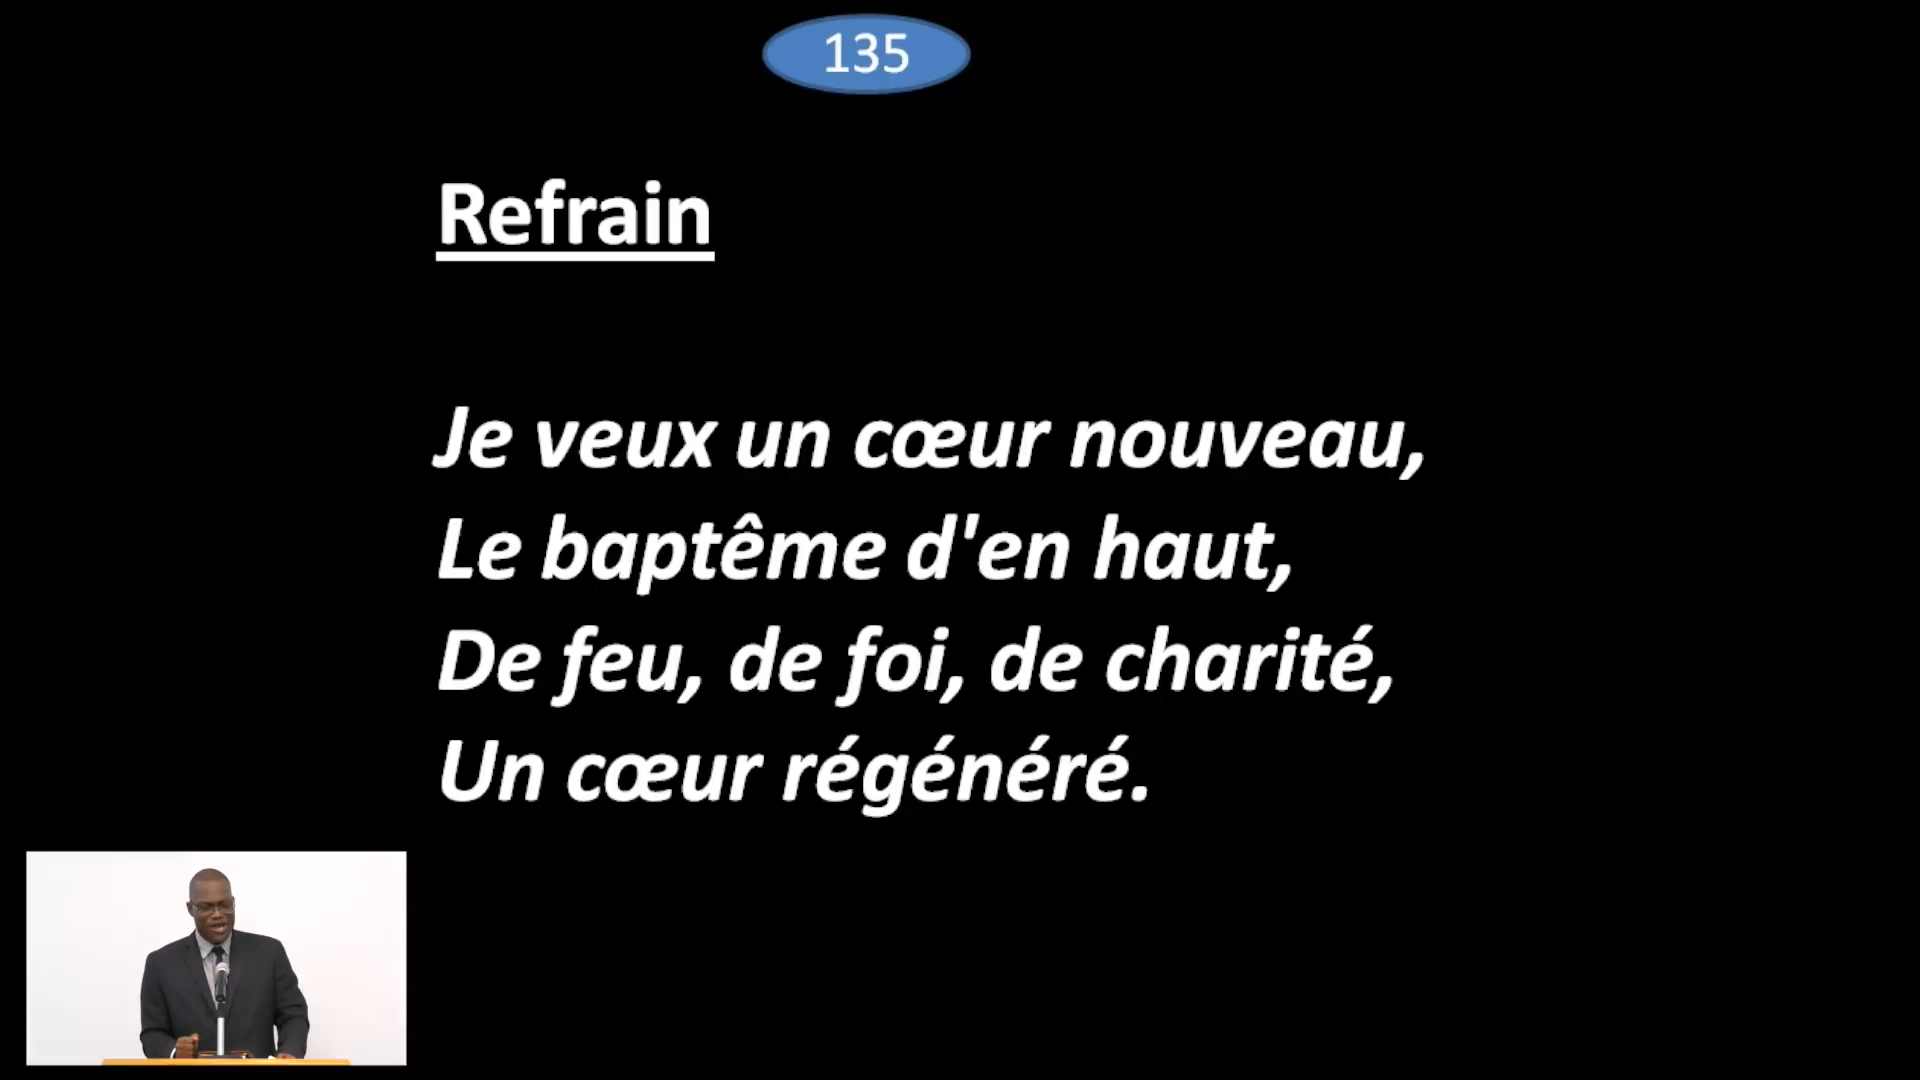 135
Refrain
Je veux un cœur nouveau,
Le baptême d'en haut,
De feu, de foi, de charité,
Un cœur régénéré.